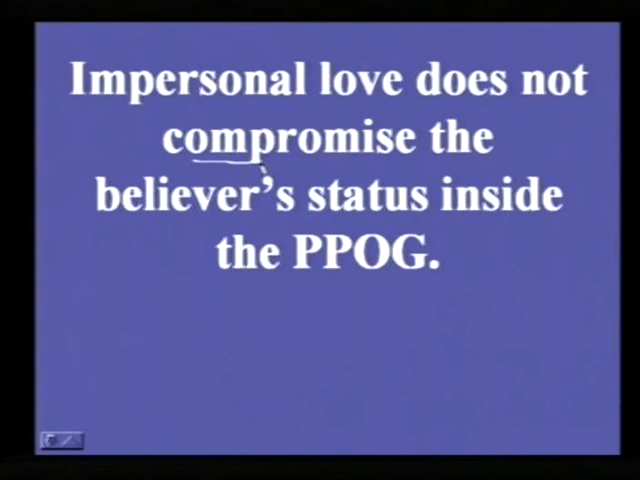 Impersonal love does not
compromise the
believer's status inside
the PPOG.